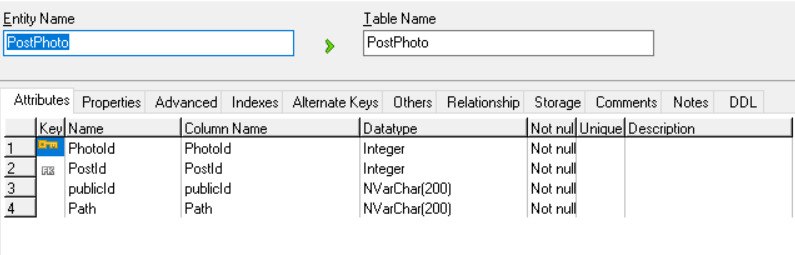 Entity Name Table Name
PostPhoto PostPhoto
Attributes Properties Advanced Indexes Alternate Keys Others Relationship Storage Comments Notes DDL
Key Name Column Name Datatype Not nul Unique Description
1 PhotoId PhotoId Integer Not null
2 PostId PostId Integer Not null
3 publicId publicId NVarChar(200) Not null
4 Path Path NVarChar(200) Not null